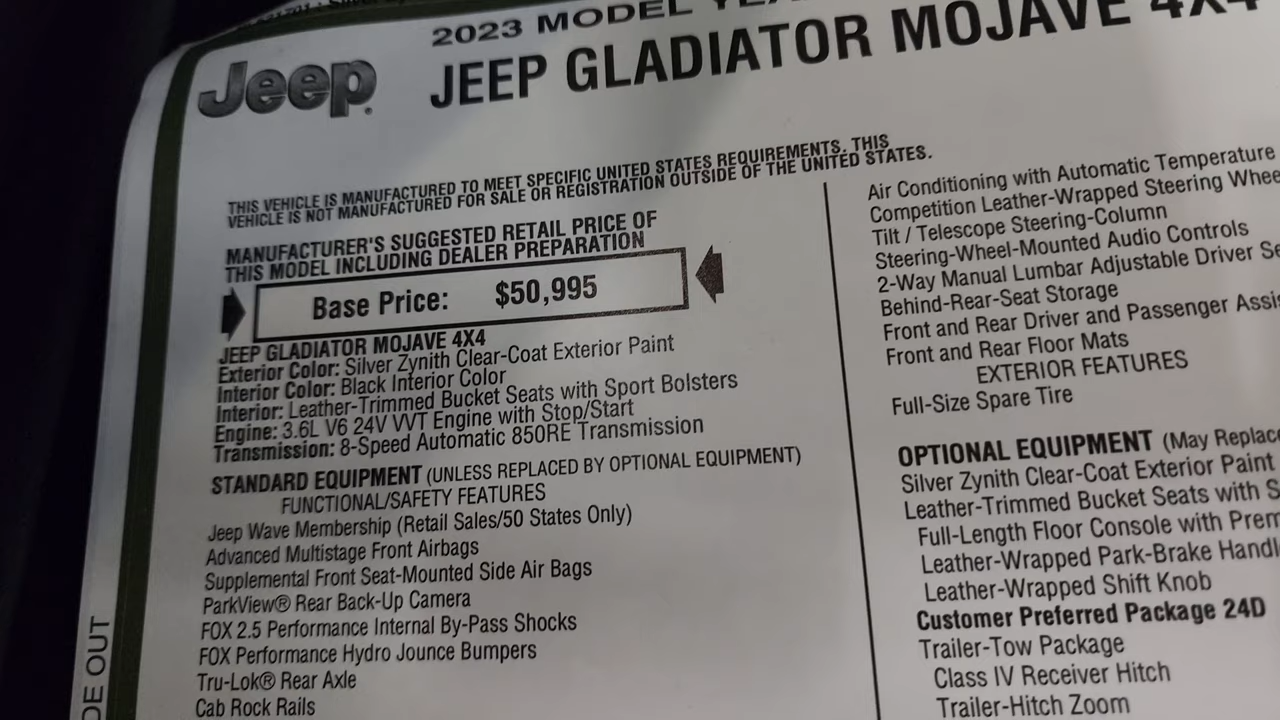 2023 MODEL
Jeep
JEEP GLADIATOR MOJAVE 4X4
THIS VEHICLE IS MANUFACTURED TO MEET SPECIFIC UNITED STATES REQUIREMENTS. THIS
VEHICLE IS NOT MANUFACTURED FOR SALE OR REGISTRATION OUTSIDE OF THE UNITED STATES.
MANUFACTURER'S SUGGESTED RETAIL PRICE OF
THIS MODEL INCLUDING DEALER PREPARATION
Base Price: $50,995
JEEP GLADIATOR MOJAVE 4X4
Exterior Color: Silver Zynith Clear-Coat Exterior Paint
Interior Color: Black Interior Color
Interior: Leather-Trimmed Bucket Seats with Sport Bolsters
Engine: 3.6L V6 24V VVT Engine with Stop/Start
Transmission: 8-Speed Automatic 850RE Transmission
STANDARD EQUIPMENT (UNLESS REPLACED BY OPTIONAL EQUIPMENT)
FUNCTIONAL/SAFETY FEATURES
Jeep Wave Membership (Retail Sales/50 States Only)
Advanced Multistage Front Airbags
Supplemental Front Seat-Mounted Side Air Bags
ParkView® Rear Back-Up Camera
FOX 2.5 Performance Internal By-Pass Shocks
FOX Performance Hydro Jounce Bumpers
Tru-Lok® Rear Axle
Cab Rock Rails
Air Conditioning with Automatic Temperature
Competition Leather-Wrapped Steering Whee
Tilt / Telescope Steering-Column
Steering-Wheel-Mounted Audio Controls
2-Way Manual Lumbar Adjustable Driver Se
Behind-Rear-Seat Storage
Front and Rear Driver and Passenger Assi
Front and Rear Floor Mats
EXTERIOR FEATURES
Full-Size Spare Tire
OPTIONAL EQUIPMENT (May Replac
Silver Zynith Clear-Coat Exterior Paint
Leather-Trimmed Bucket Seats with S
Full-Length Floor Console with Prem
Leather-Wrapped Park-Brake Handl
Leather-Wrapped Shift Knob
Customer Preferred Package 24D
Trailer-Tow Package
Class IV Receiver Hitch
Trailer-Hitch Zoom
DE OUT